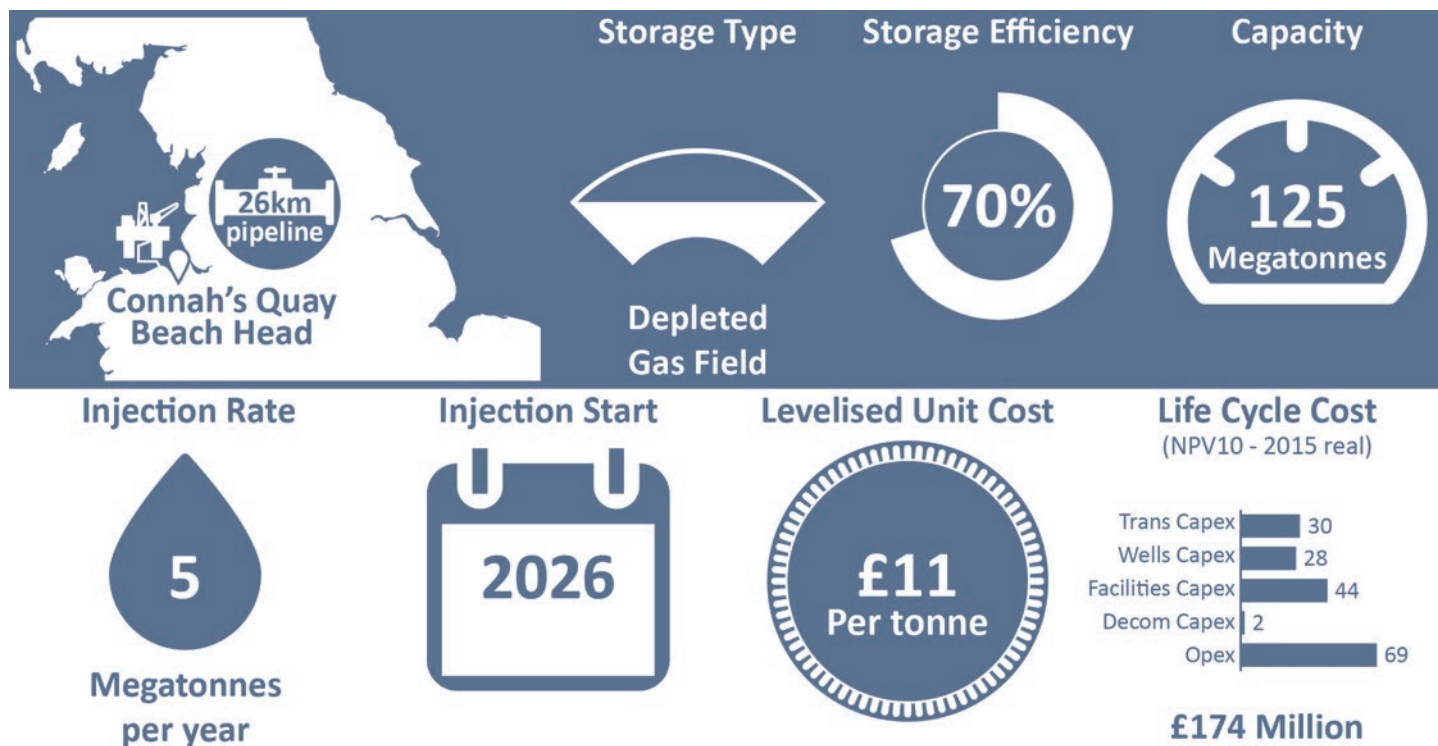 Storage Type
Storage Efficiency
Capacity
26km
pipeline
Connah's Quay
Beach Head
Depleted
Gas Field
70%
125
Megatonnes
Injection Rate
5
Megatonnes
per year
Injection Start
2026
Levelised Unit Cost
£11
Per tonne
Life Cycle Cost
(NPV10 - 2015 real)
Trans Capex 30
Wells Capex 28
Facilities Capex 44
Decom Capex 2
Opex 69
£174 Million